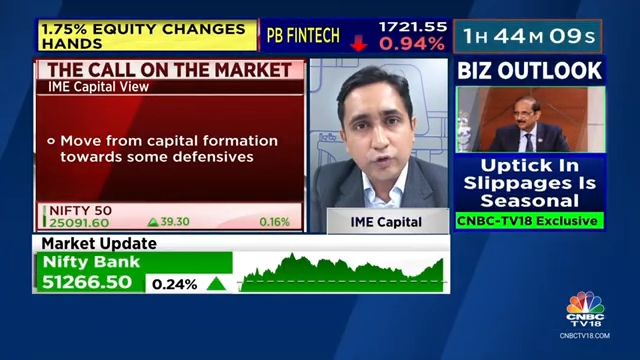 1.75% EQUITY CHANGES
HANDS
PB FINTECH
1721.55
0.94%
1H 44M 09S
THE CALL ON THE MARKET
IME Capital View
Move from capital formation
towards some defensives
NIFTY 50
25091.60
39.30
0.16%
IME Capital
BIZ OUTLOOK
Uptick In
Slippages Is
Seasonal
CNBC-TV18 Exclusive
Market Update
Nifty Bank
51266.50
0.24%
CNBC
TV18
CNBCTV18.COM